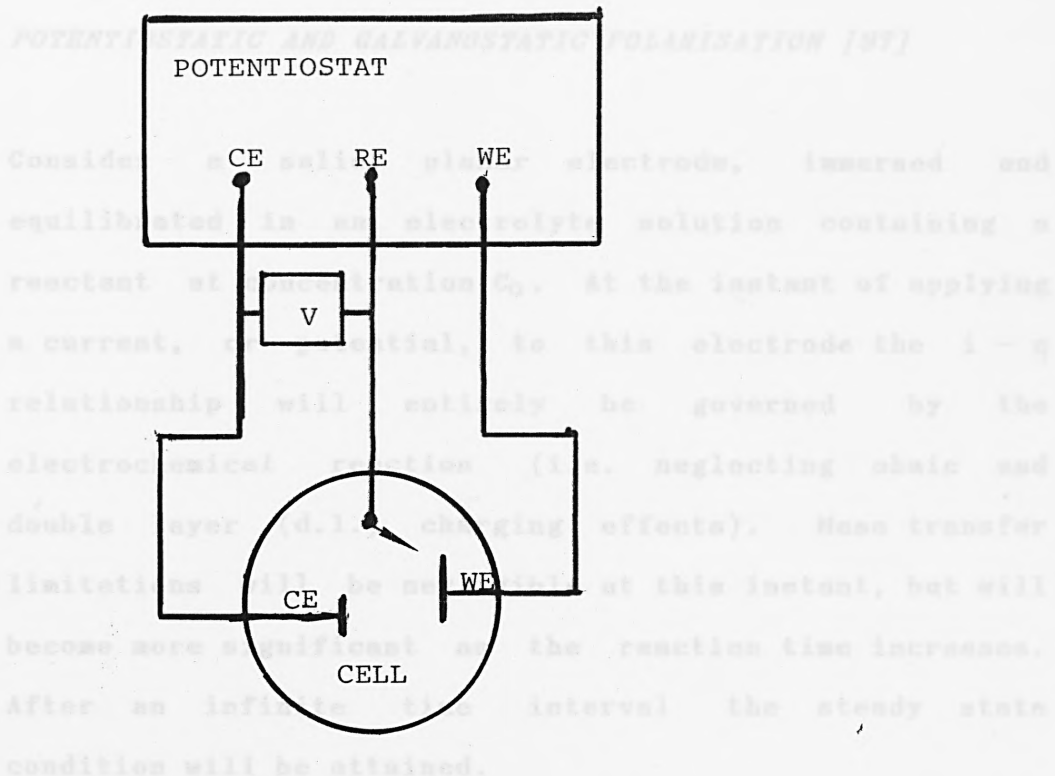 POTENTIOSTATIC AND GALVANOSTATIC POLARISATION [87]
POTENTIOSTAT
CE RE WE
Consider a solid planar electrode, immersed and
equilibrated in an electrolyte solution containing a
reactant at concentration C₀. At the instant of applying
V
a current, or potential, to this electrode the i - η
relationship will entirely be governed by the
electrochemical reaction (i.e. neglecting ohmic and
double layer (d.l.) charging effects). Mass transfer
limitations will be negligible at this instant, but will
WE
CE
become more significant as the reaction time increases.
CELL
After an infinite time interval the steady state
condition will be attained.